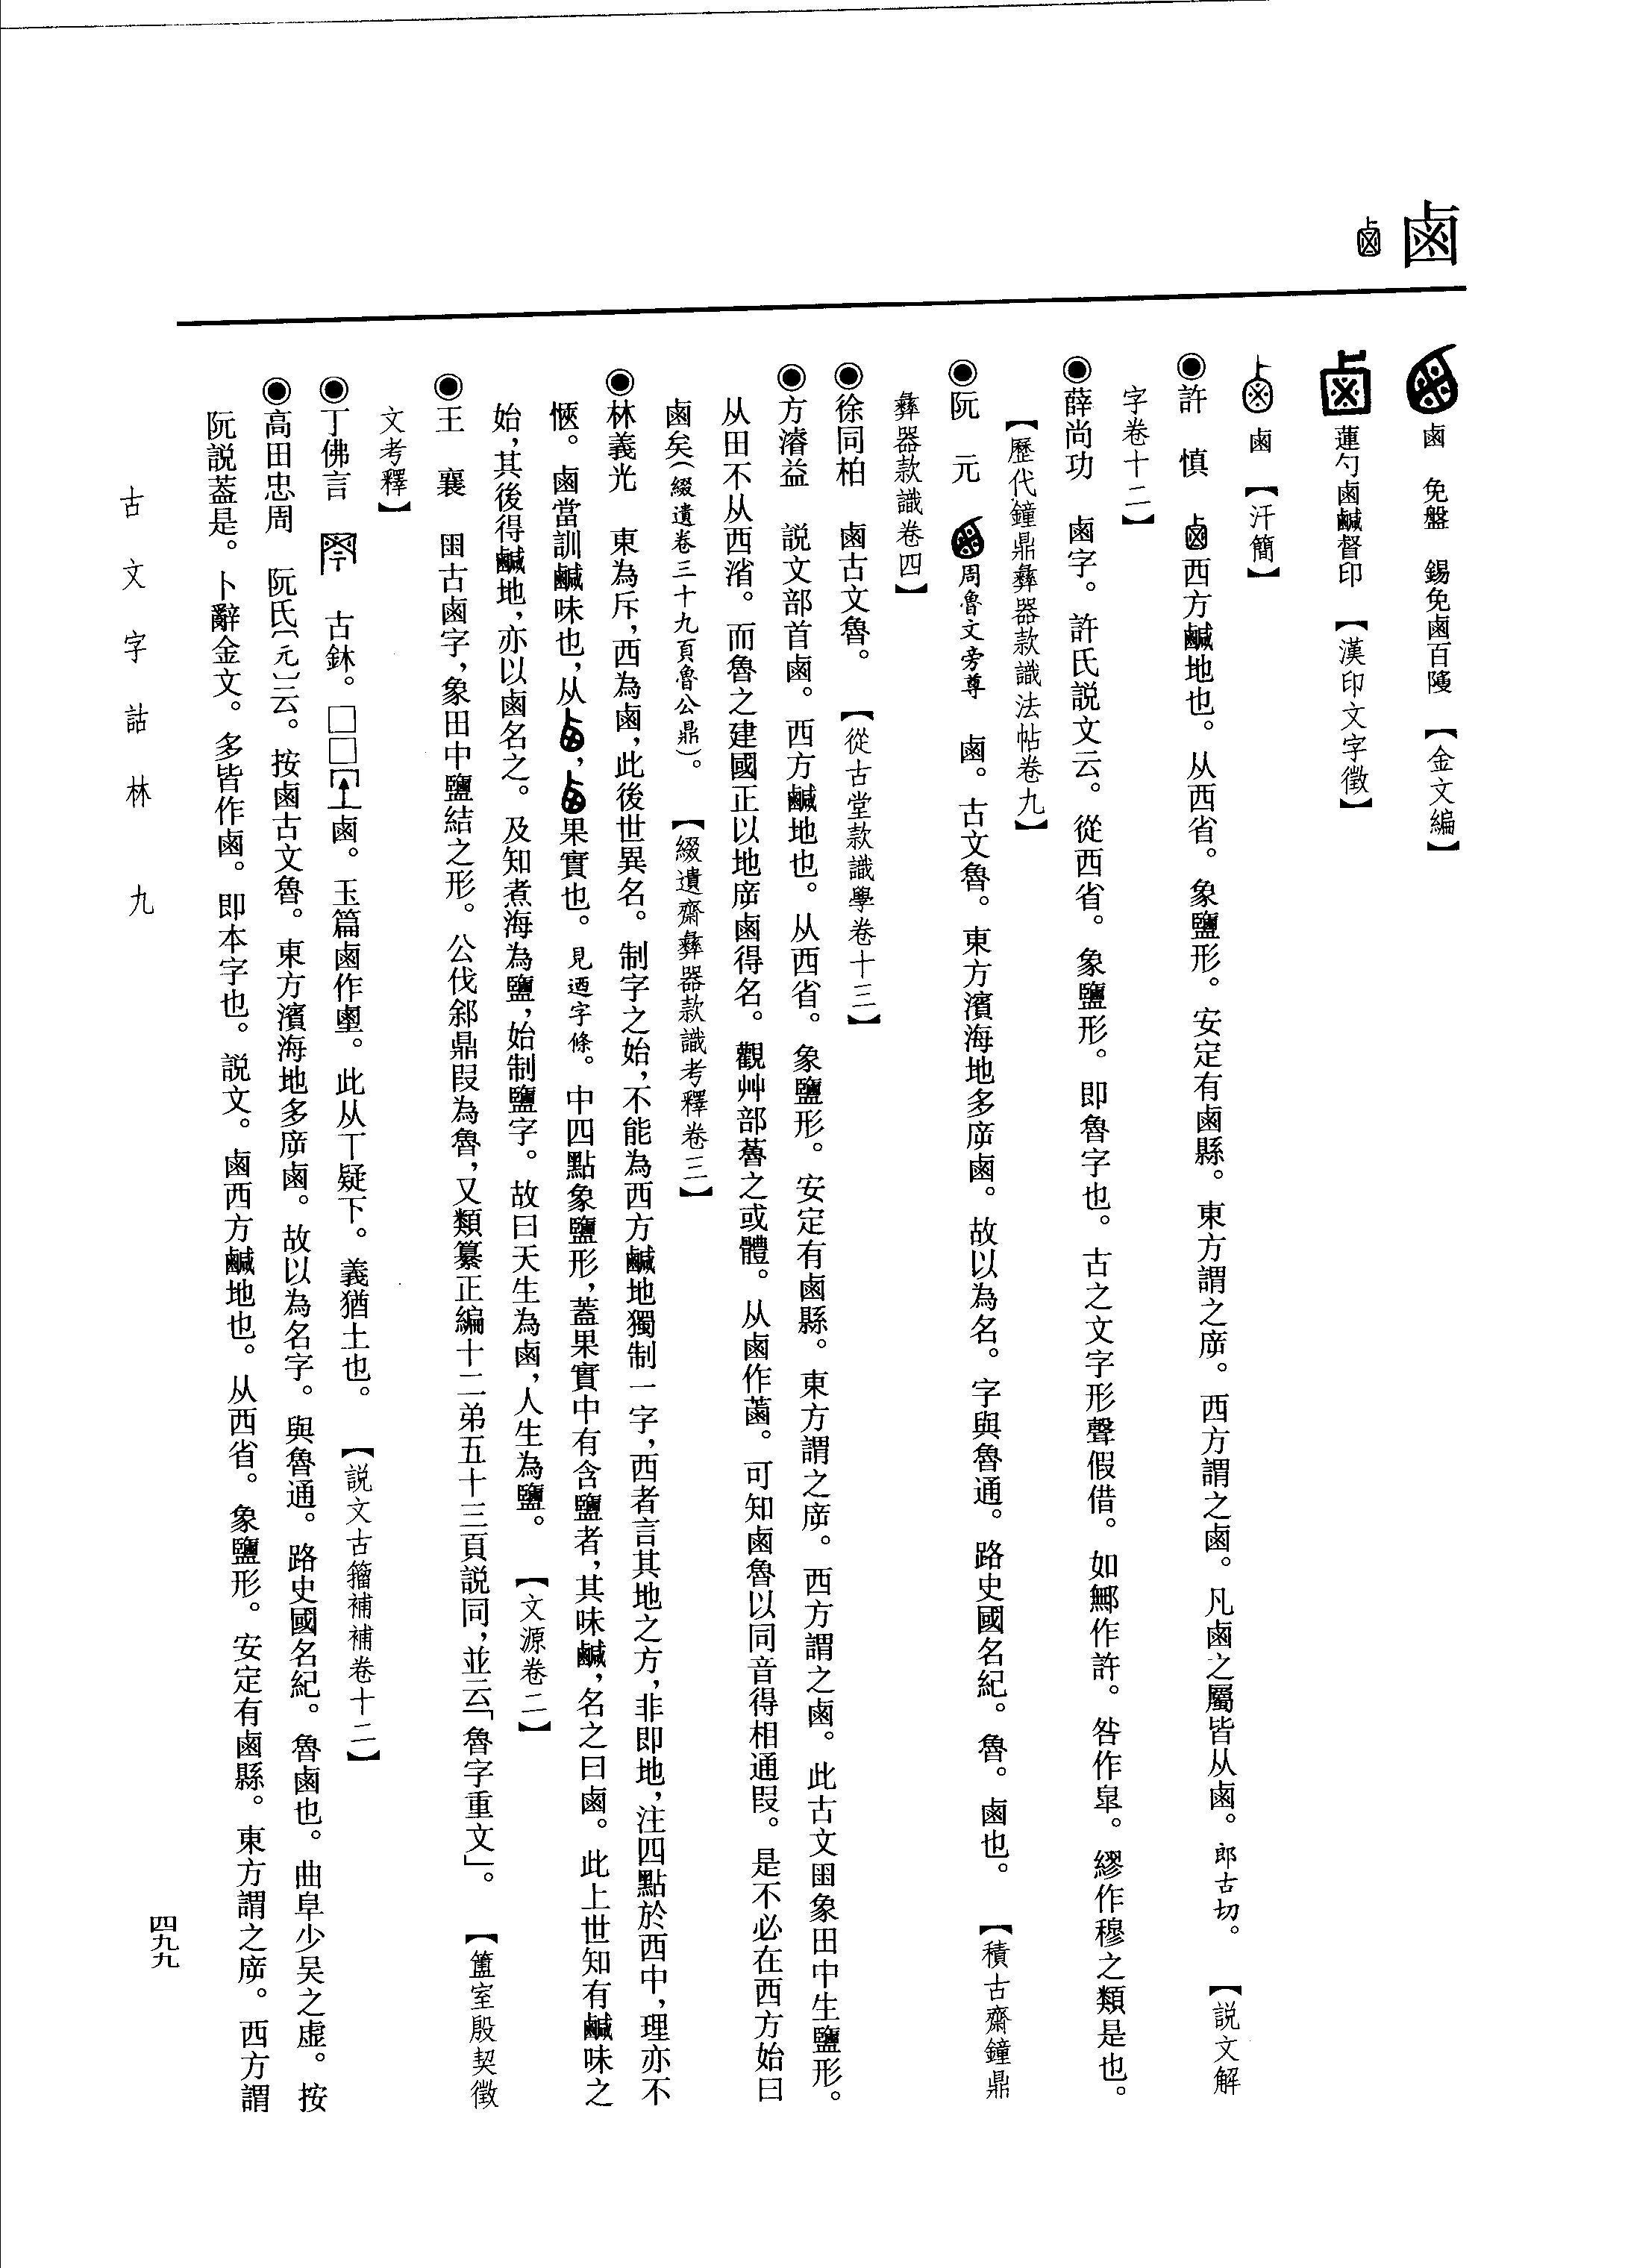 鹵
鹵　免盤　錫免鹵百　【金文編】
蓮勺鹵鹹督印　【漢印文字徵】
鹵　【汗簡】
◉許　慎　西方鹹地也。从西省。象鹽形。安定有鹵縣。東方謂之㡿。西方謂之鹵。凡鹵之屬皆从鹵。郎古切。　【説文解
字卷十二】
◉薛尚功　鹵字。許氏説文云。從西省。象鹽形。即魯字也。古之文字形聲假借。如鄦作許。咎作臯。繆作穆之類是也。
【歷代鐘鼎彝器款識法帖卷九】
◉阮　元　周魯文旁尊　鹵。古文魯。東方濱海地多㡿鹵。故以為名。字與魯通。路史國名紀。魯。鹵也。　【積古齋鐘鼎
彝器款識卷四】
◉徐同柏　鹵古文魯。　【從古堂款識學卷十三】
◉方濬益　説文部首鹵。西方鹹地也。从西省。象鹽形。安定有鹵縣。東方謂之㡿。西方謂之鹵。此古文象田中生鹽形。
从田不从西渻。而魯之建國正以地㡿鹵得名。觀艸部蓾之或體。从鹵作蓾。可知鹵魯以同音得相通叚。是不必在西方始曰
鹵矣（綴遺卷三十九頁魯公鼎）。　【綴遺齋彝器款識考釋卷三】
◉林義光　東為斥，西為鹵，此後世異名。制字之始，不能為西方鹹地獨制一字，西者言其地之方，非即地，注四點於西中，理亦不
愜。鹵當訓鹹味也，从，果實也。見迺字條。中四點象鹽形，蓋果實中有含鹽者，其味鹹，名之曰鹵。此上世知有鹹味之
始，其後得鹹地，亦以鹵名之。及知煮海為鹽，始制鹽字。故曰天生為鹵，人生為鹽。　【文源卷二】
◉王　襄　古鹵字，象田中鹽結之形。公伐郐鼎叚為魯，又類纂正編十二弟五十三頁説同，並云「魯字重文」。　【簠室殷契徵
文考釋】
◉丁佛言　古鉢。□□鹵。玉篇鹵作壡。此从丅疑下。義猶土也。　【説文古籀補補卷十二】
◉高田忠周　阮氏〔元〕云。按鹵古文魯。東方濱海地多㡿鹵。故以為名字。與魯通。路史國名紀。魯鹵也。曲阜少昊之虛。按
阮説葢是。卜辭金文。多皆作鹵。即本字也。説文。鹵西方鹹地也。从西省。象鹽形。安定有鹵縣。東方謂之㡿。西方謂
古文字詁林　九
四九九